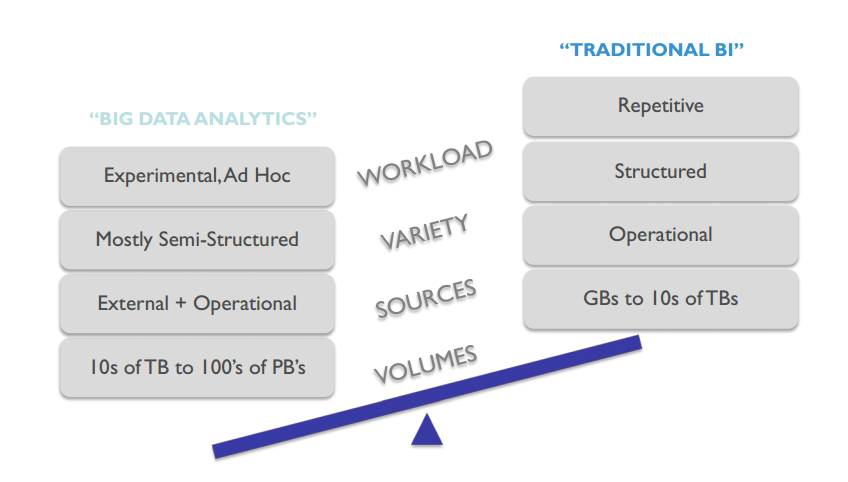 “TRADITIONAL BI”
“BIG DATA ANALYTICS”
Repetitive
Experimental, Ad Hoc
WORKLOAD
Structured
Mostly Semi-Structured
VARIETY
Operational
External + Operational
SOURCES
GBs to 10s of TBs
10s of TB to 100’s of PB’s
VOLUMES